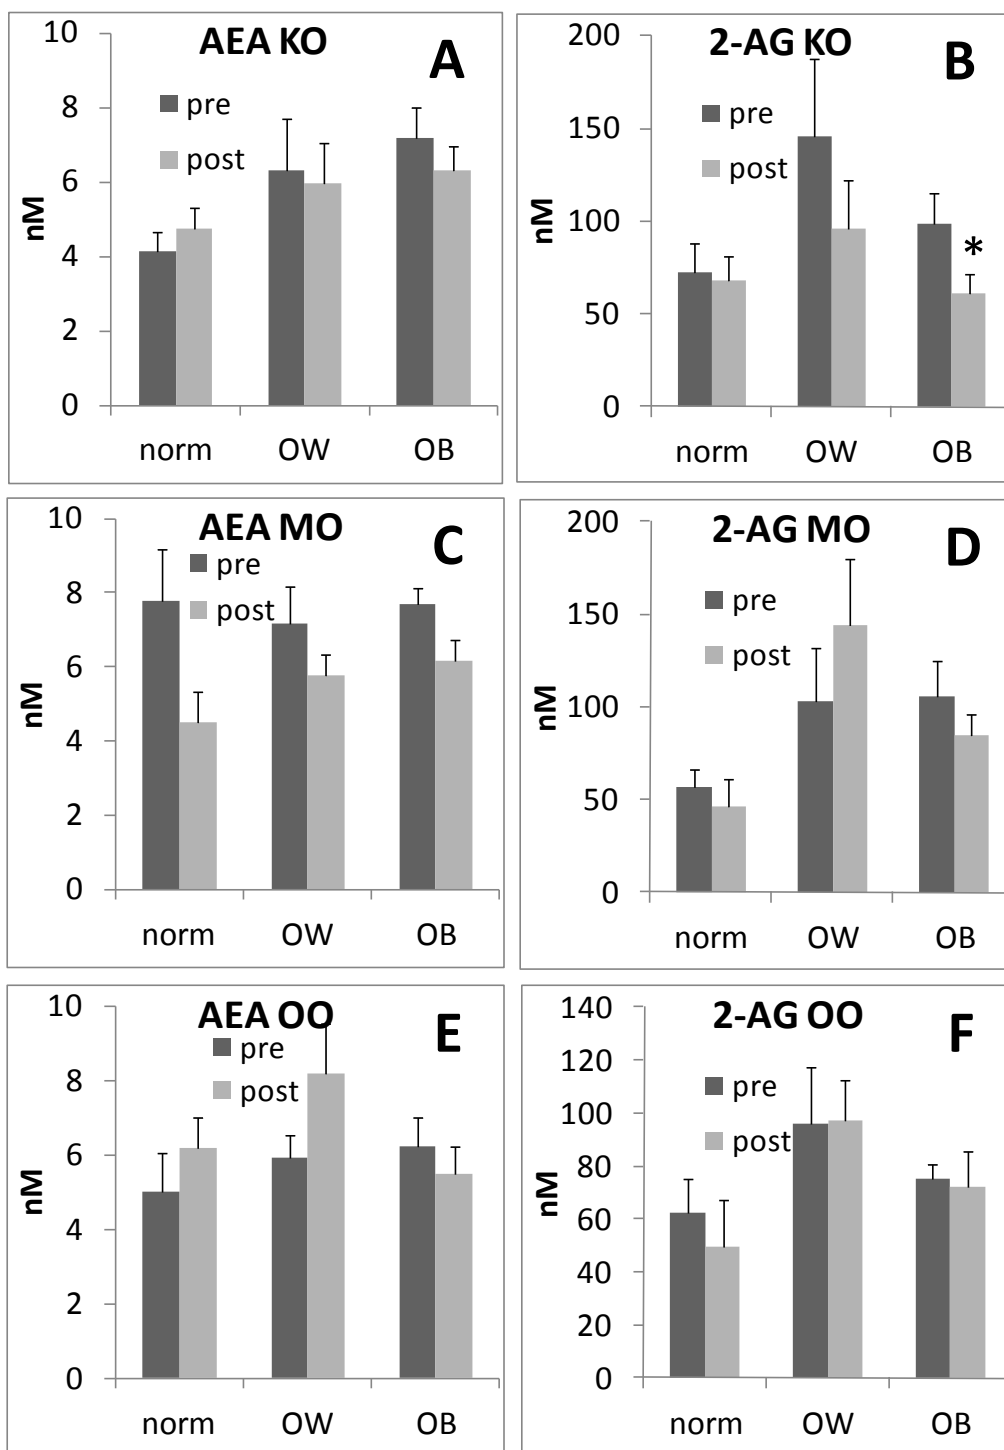 AEA KO
A
10
8
6
4
2
0
nM
pre
post
norm OW OB
2-AG KO
B
200
150
100
50
0
nM
pre
post
*
norm OW OB
AEA MO
C
10
8
6
4
2
0
nM
pre
post
norm OW OB
2-AG MO
D
200
150
100
50
0
nM
pre
post
norm OW OB
AEA OO
E
10
8
6
4
2
0
nM
pre
post
norm OW OB
2-AG OO
F
140
120
100
80
60
40
20
0
nM
pre
post
norm OW OB